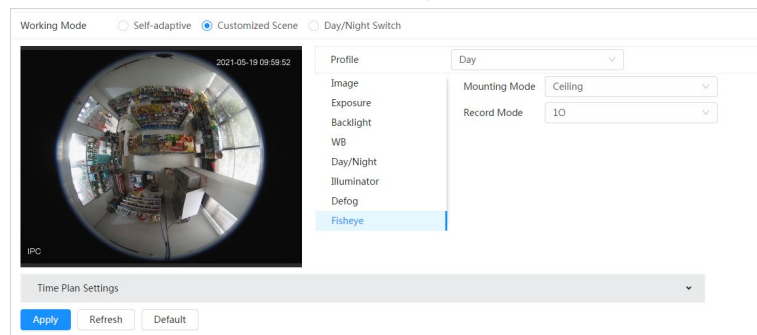 Working Mode Self-adaptive Customized Scene Day/Night Switch
2021-05-19 09:59:52
IPC
Profile Day
Image
Exposure
Backlight
WB
Day/Night
Illuminator
Defog
Fisheye
Mounting Mode Ceiling
Record Mode 1O
Time Plan Settings
Apply Refresh Default